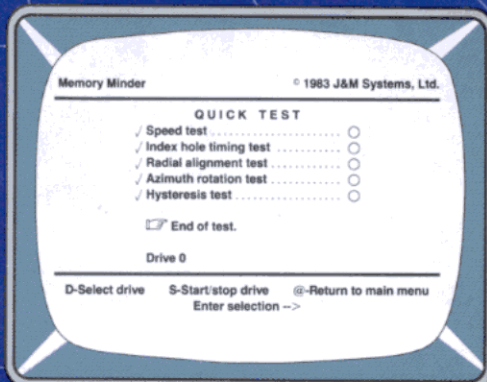 Memory Minder © 1983 J&M Systems, Ltd.
QUICK TEST
√ Speed test ........................ ○
√ Index hole timing test ............ ○
√ Radial alignment test ............. ○
√ Azimuth rotation test ............. ○
√ Hysteresis test ................... ○
☞ End of test.
Drive 0
D-Select drive S-Start/stop drive @-Return to main menu
Enter selection -->